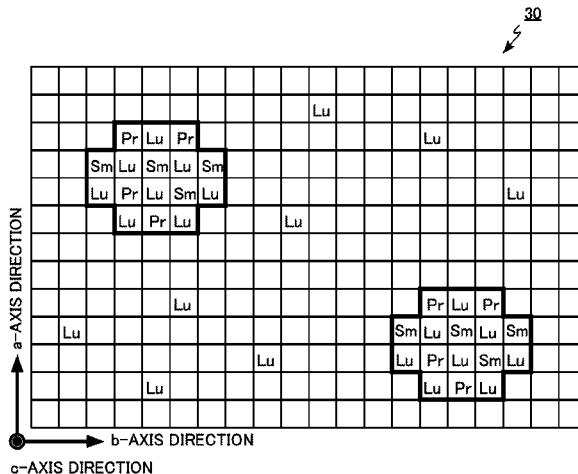 30
Lu
Pr Lu Pr Lu
Sm Lu Sm Lu Sm
Lu Pr Lu Sm Lu Lu
Lu Pr Lu Lu
Lu Pr Lu Pr
Lu Sm Lu Sm Lu Sm
Lu Lu Pr Lu Sm Lu
Lu Lu Pr Lu
a-AXIS DIRECTION
b-AXIS DIRECTION
c-AXIS DIRECTION